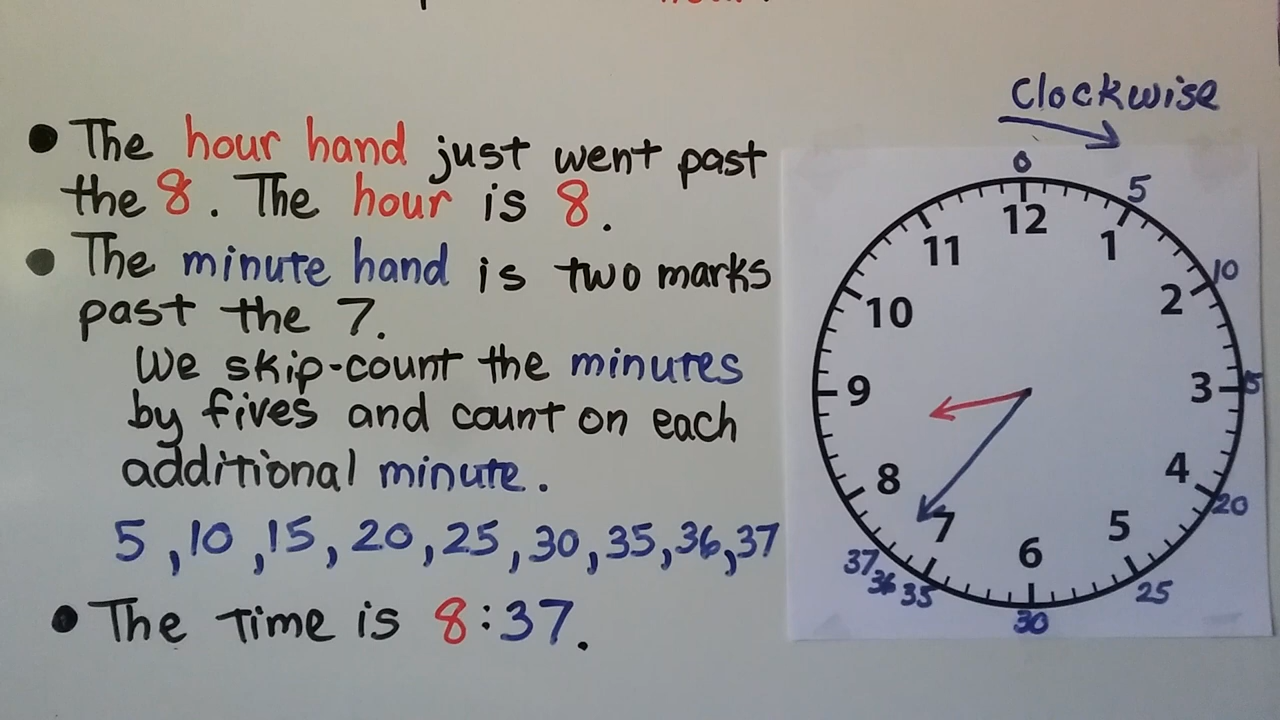 Clockwise
The hour hand just went past
the 8. The hour is 8.
The minute hand is two marks
past the 7.
We skip-count the minutes
by fives and count on each
additional minute.
5, 10, 15, 20, 25, 30, 35, 36, 37
The time is 8:37.
0
5
10
15
20
25
30
35
36
37
12
1
2
3
4
5
6
7
8
9
10
11